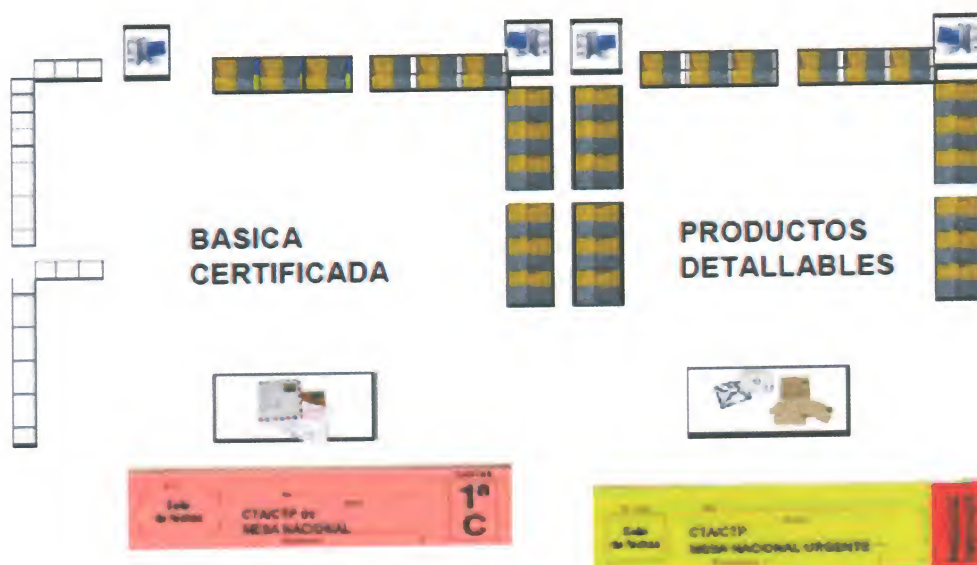 BASICA
CERTIFICADA
PRODUCTOS
DETALLABLES
CTA/CTP de
MESA NACIONAL
1ª
C
CTA/CTP
MESA NACIONAL URGENTE